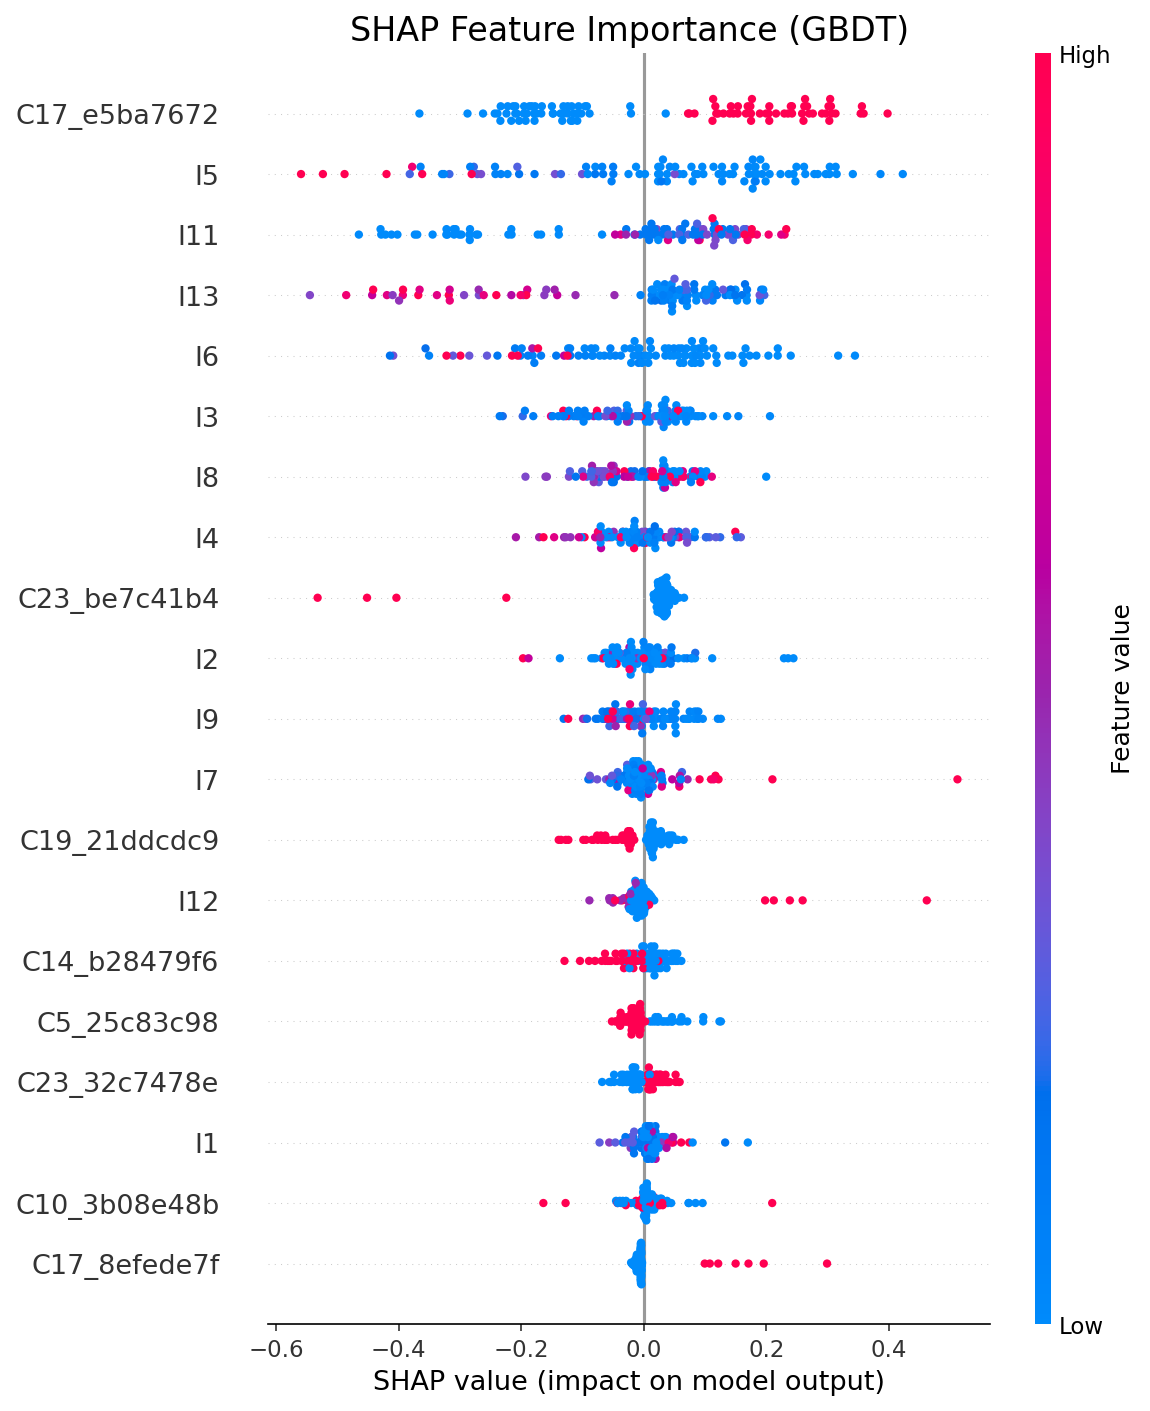 SHAP Feature Importance (GBDT)
High
C17_e5ba7672
I5
I11
I13
I6
I3
I8
I4
C23_be7c41b4
I2
I9
I7
C19_21ddcdc9
I12
C14_b28479f6
C5_25c83c98
C23_32c7478e
I1
C10_3b08e48b
C17_8efede7f
Feature value
Low
−0.6 −0.4 −0.2 0.0 0.2 0.4
SHAP value (impact on model output)